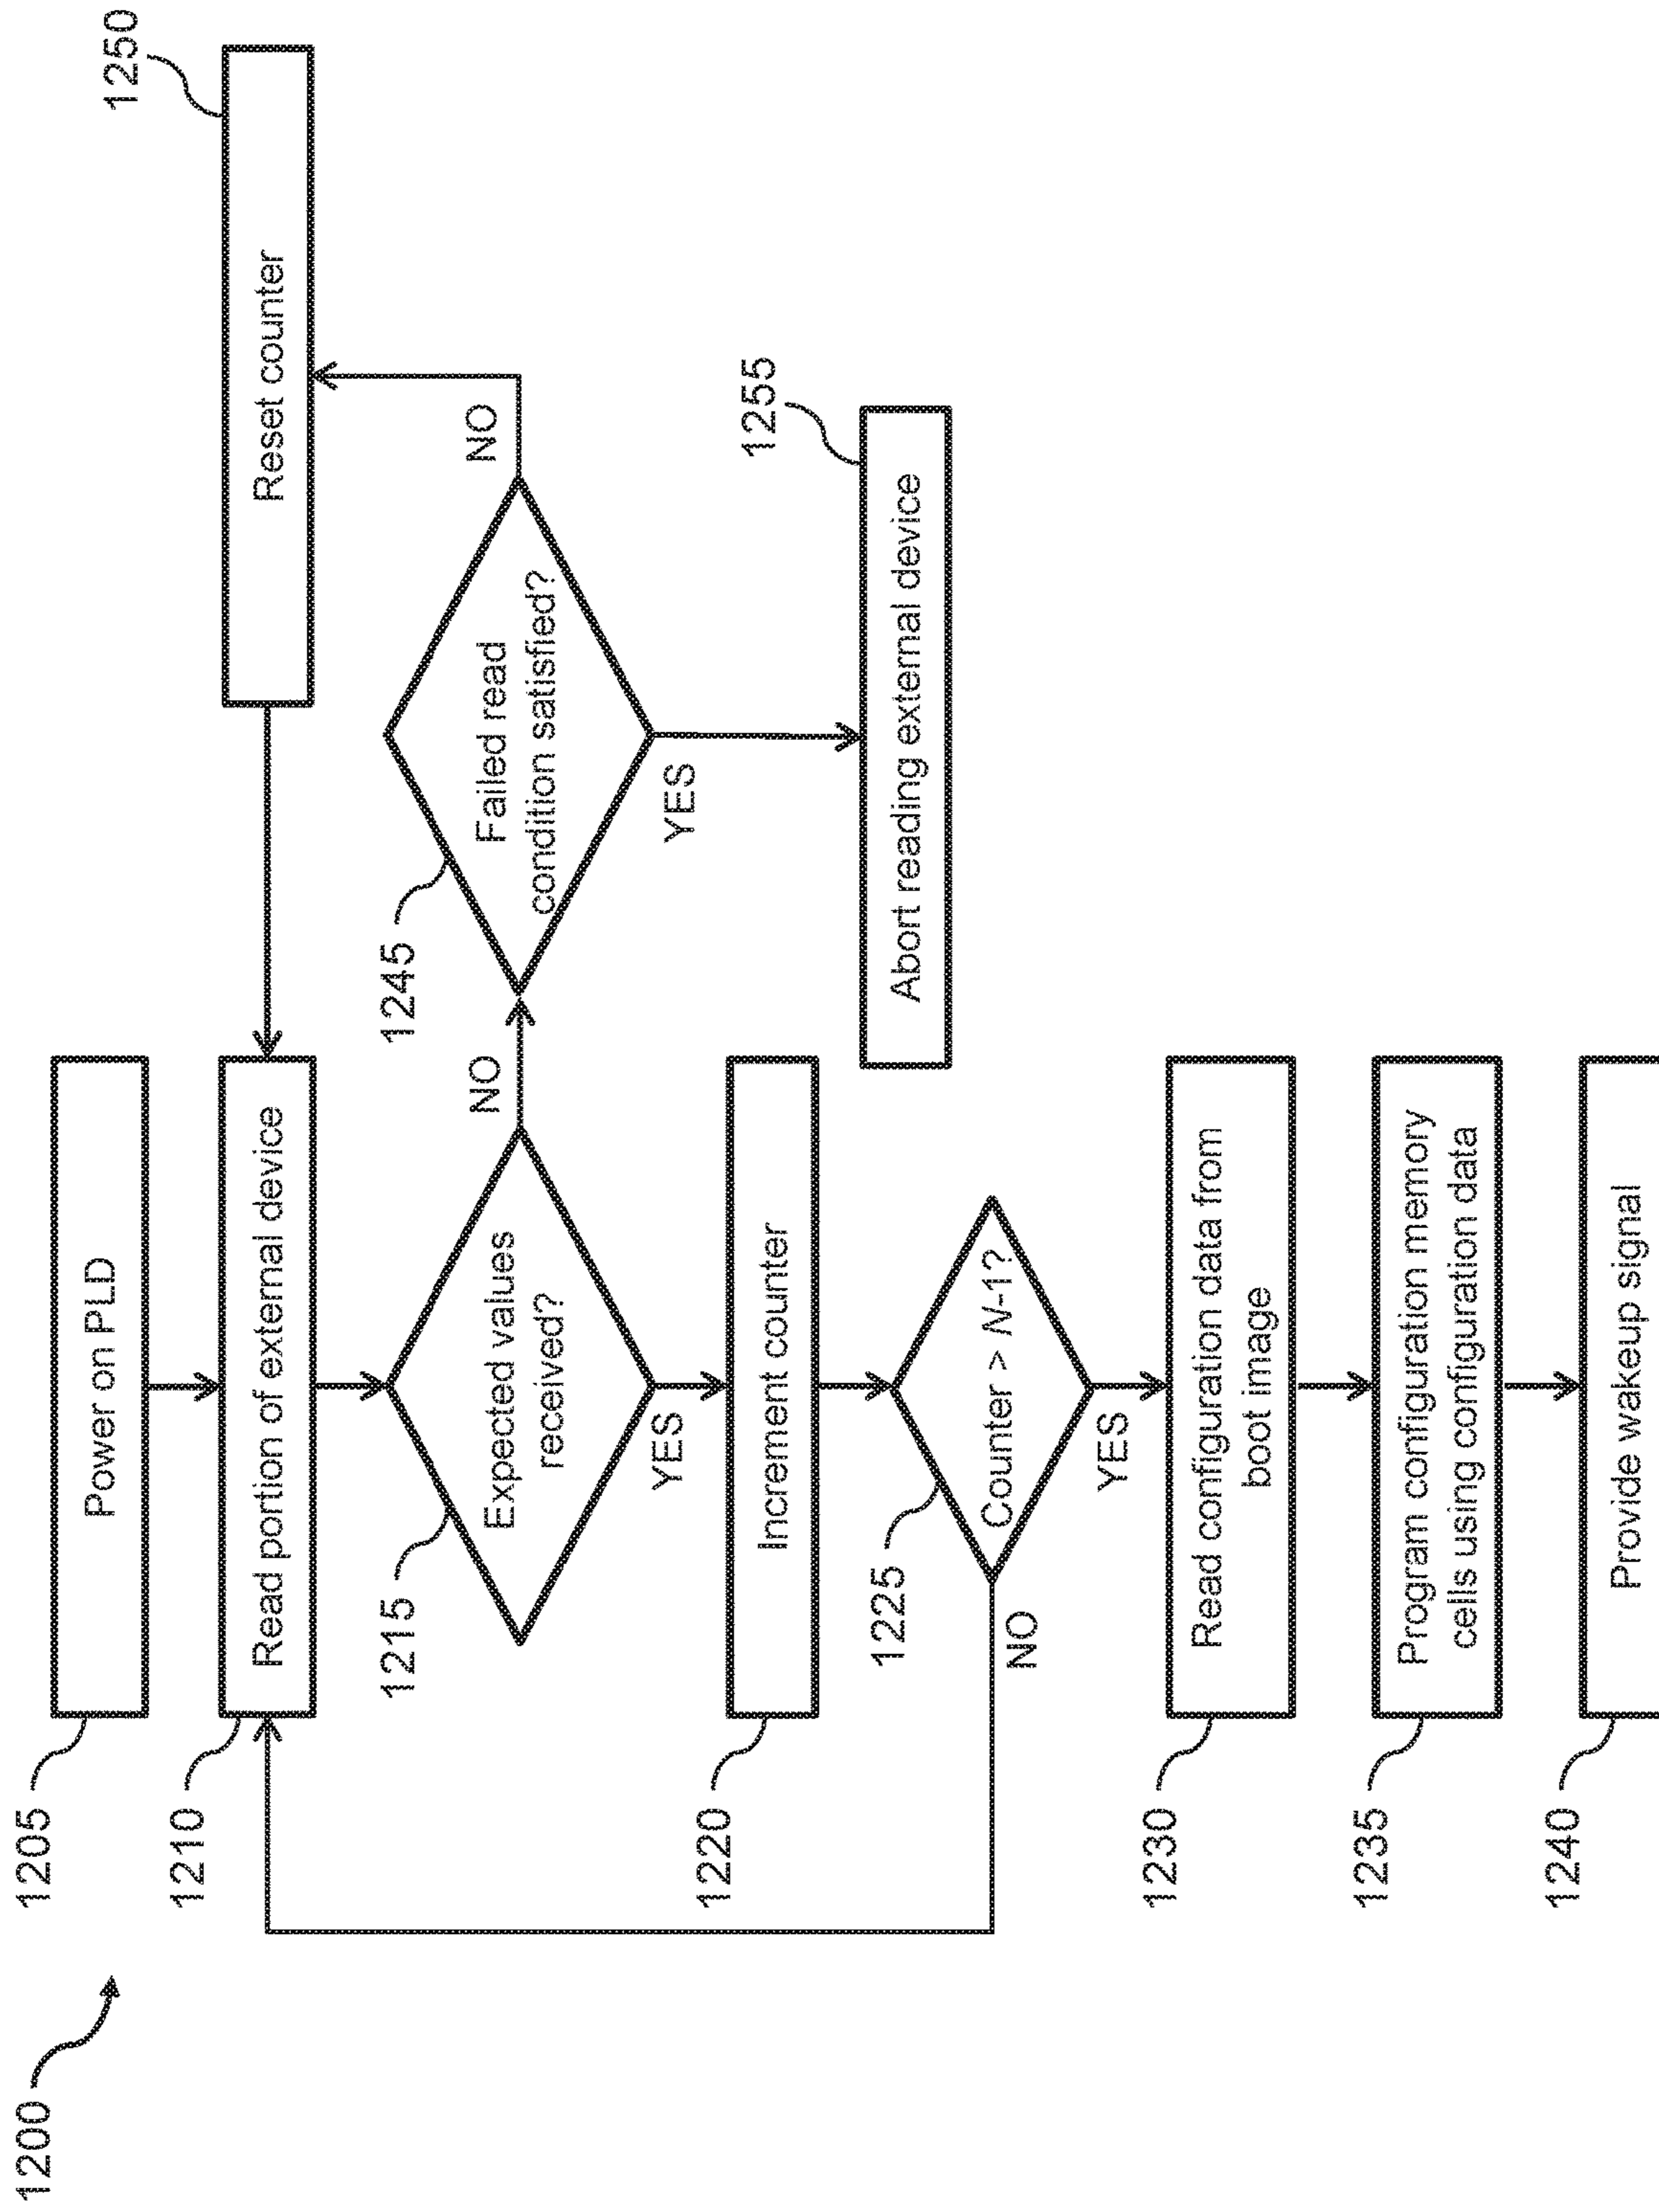 1200
1205
Power on PLD
1210
Read portion of external device
1250
Reset counter
1215
Expected values
received?
NO
YES
1245
Failed read
condition satisfied?
NO
YES
1220
Increment counter
1255
Abort reading external device
1225
Counter > N-1?
NO
YES
1230
Read configuration data from
boot image
1235
Program configuration memory
cells using configuration data
1240
Provide wakeup signal